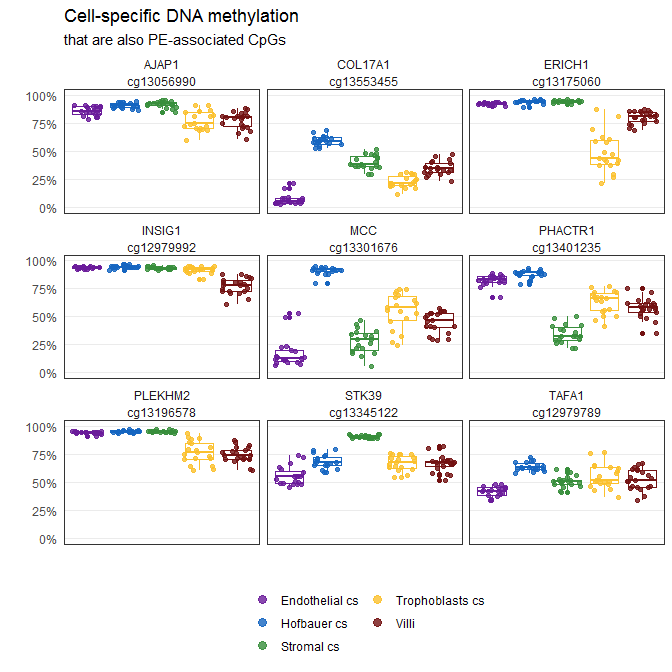 Cell-specific DNA methylation
that are also PE-associated CpGs
AJAP1
cg13056990
COL17A1
cg13553455
ERICH1
cg13175060
100%
75%
50%
25%
0%
INSIG1
cg12979992
MCC
cg13301676
PHACTR1
cg13401235
100%
75%
50%
25%
0%
PLEKHM2
cg13196578
STK39
cg13345122
TAFA1
cg12979789
100%
75%
50%
25%
0%
Endothelial cs
Trophoblasts cs
Hofbauer cs
Villi
Stromal cs